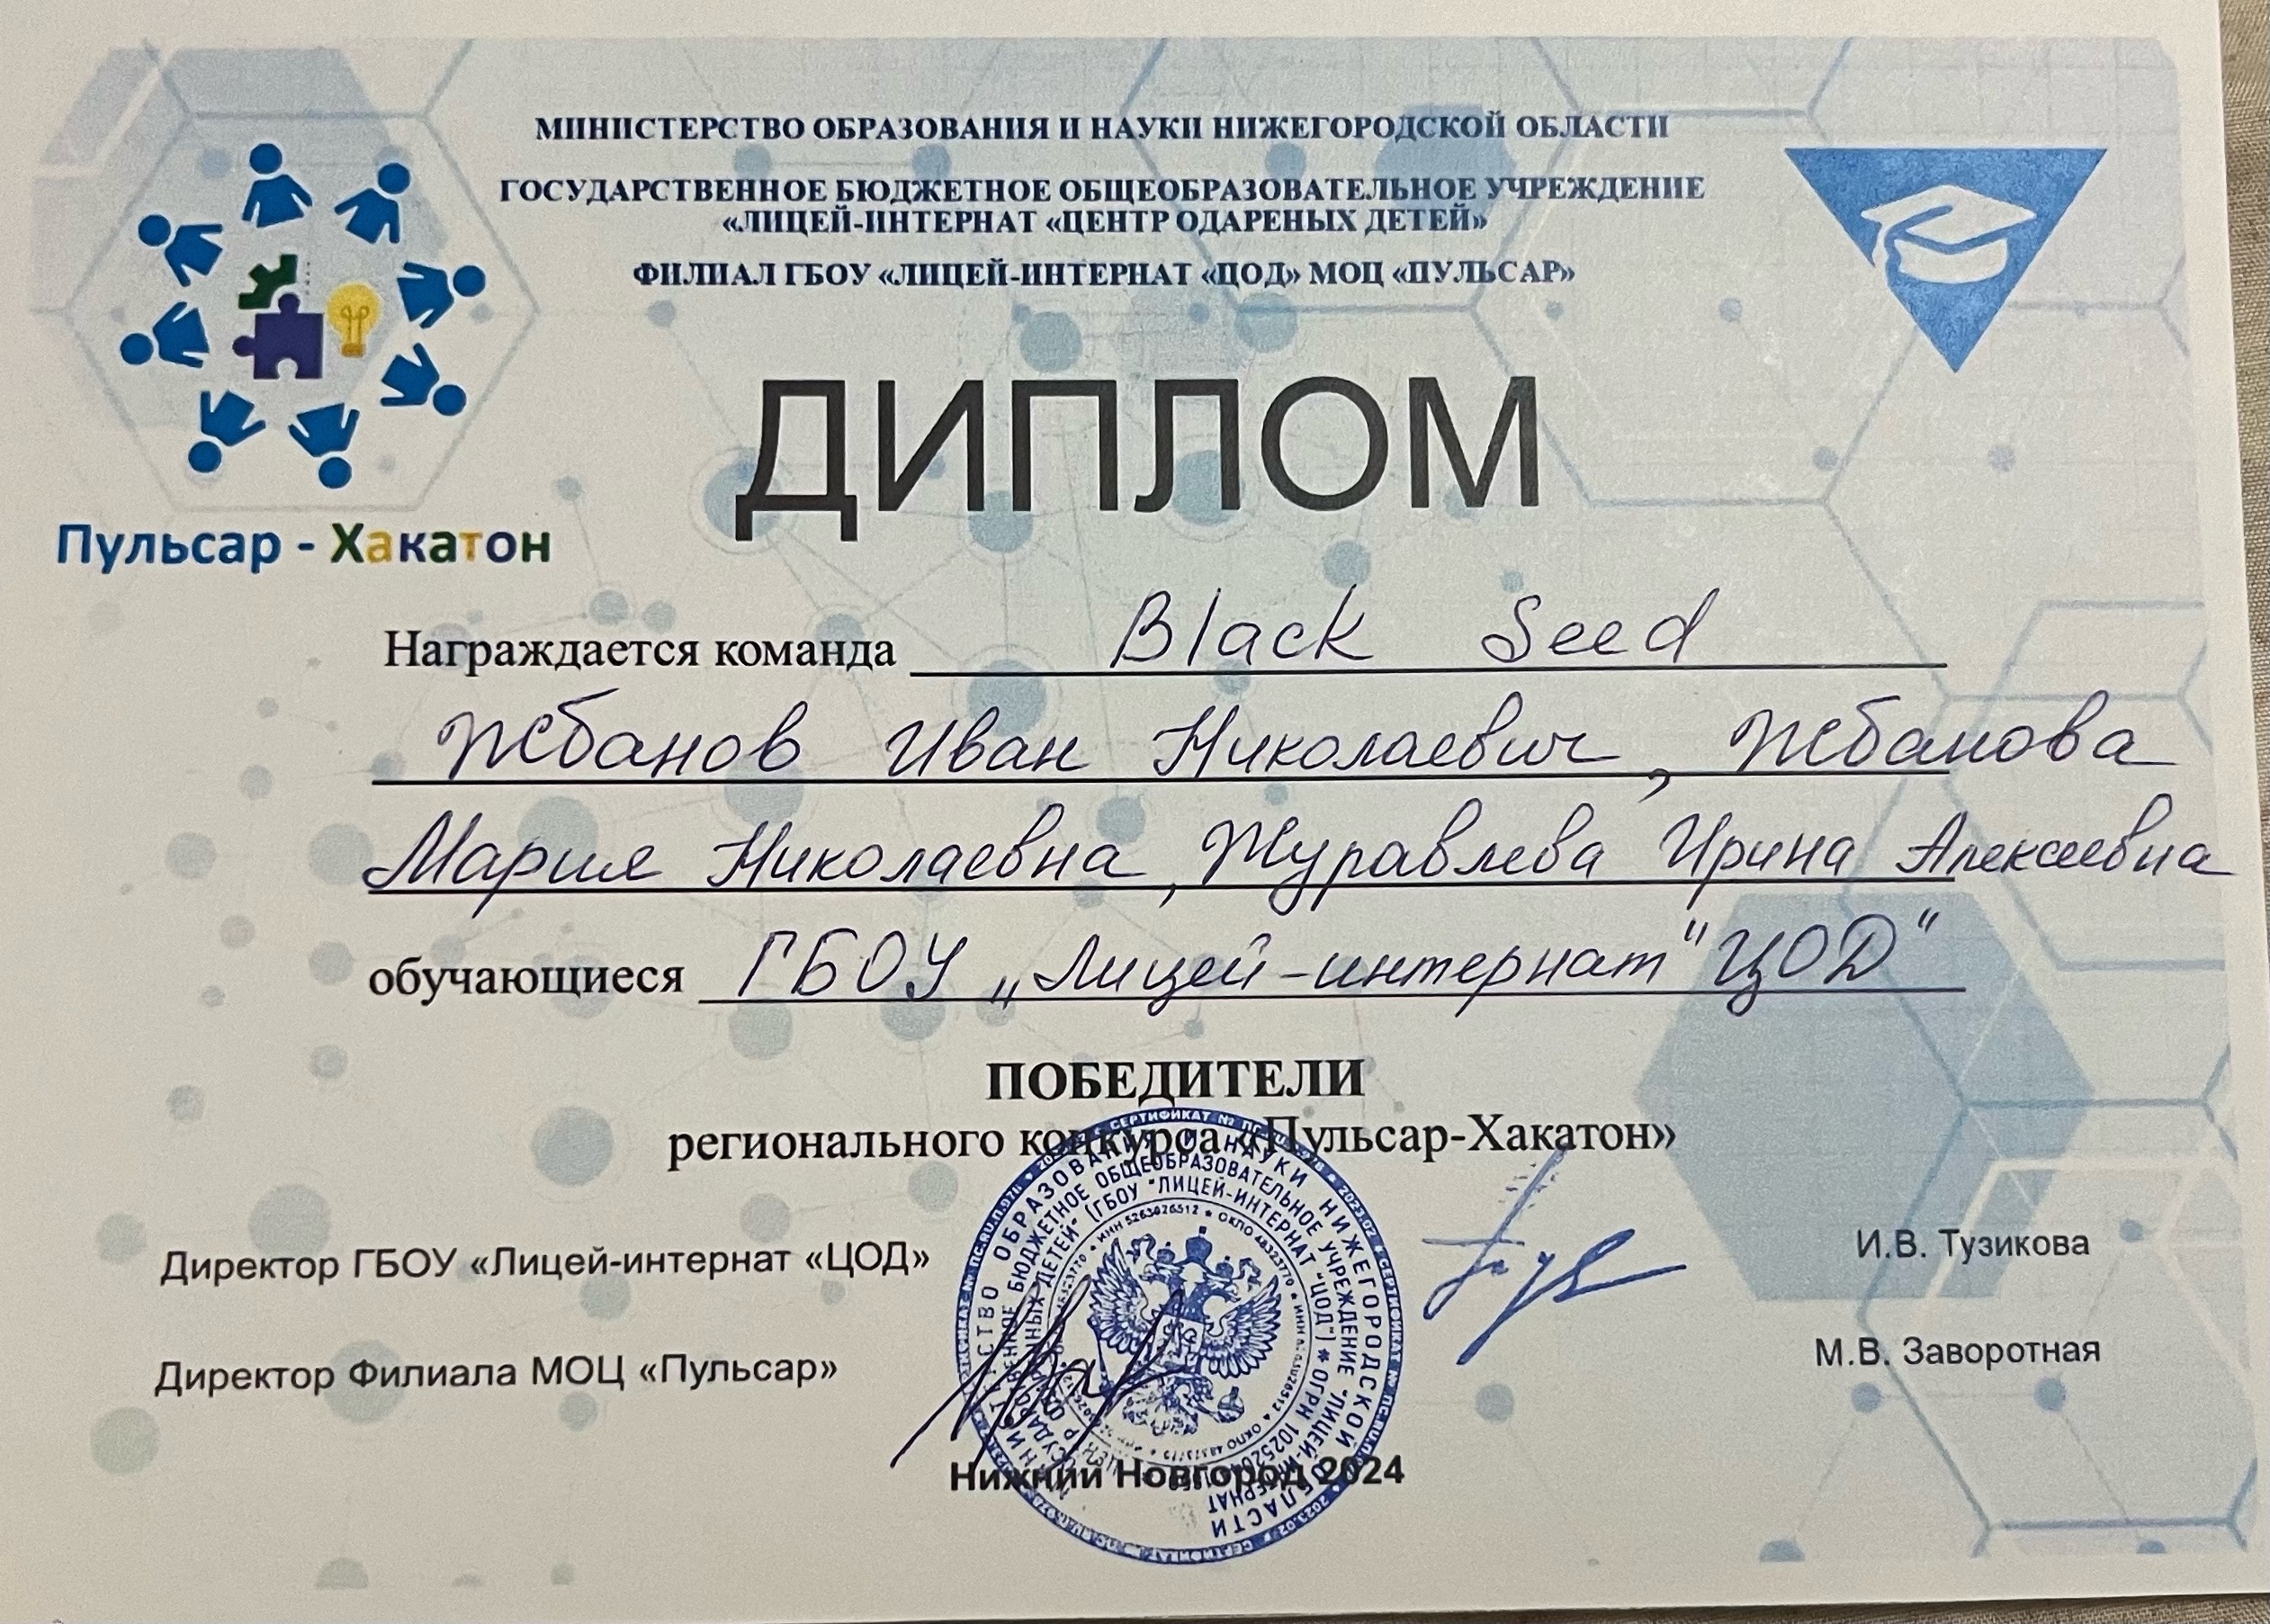 МИНИСТЕРСТВО ОБРАЗОВАНИЯ И НАУКИ НИЖЕГОРОДСКОЙ ОБЛАСТИ
ГОСУДАРСТВЕННОЕ БЮДЖЕТНОЕ ОБЩЕОБРАЗОВАТЕЛЬНОЕ УЧРЕЖДЕНИЕ
«ЛИЦЕЙ-ИНТЕРНАТ «ЦЕНТР ОДАРЕНЫХ ДЕТЕЙ»
ФИЛИАЛ ГБОУ «ЛИЦЕЙ-ИНТЕРНАТ «ЦОД» МОЦ «ПУЛЬСАР»
ДИПЛОМ
Пульсар - Хакатон
Награждается команда Black Seed
Жбанов Иван Николаевич, Жбанова
Мария Николаевна, Журавлева Ирина Алексеевна
обучающиеся ГБОУ „Лицей-интернат "ЦОД"
ПОБЕДИТЕЛИ
регионального конкурса «Пульсар-Хакатон»
Директор ГБОУ «Лицей-интернат «ЦОД» И.В. Тузикова
Директор Филиала МОЦ «Пульсар» М.В. Заворотная
Нижний Новгород 2024